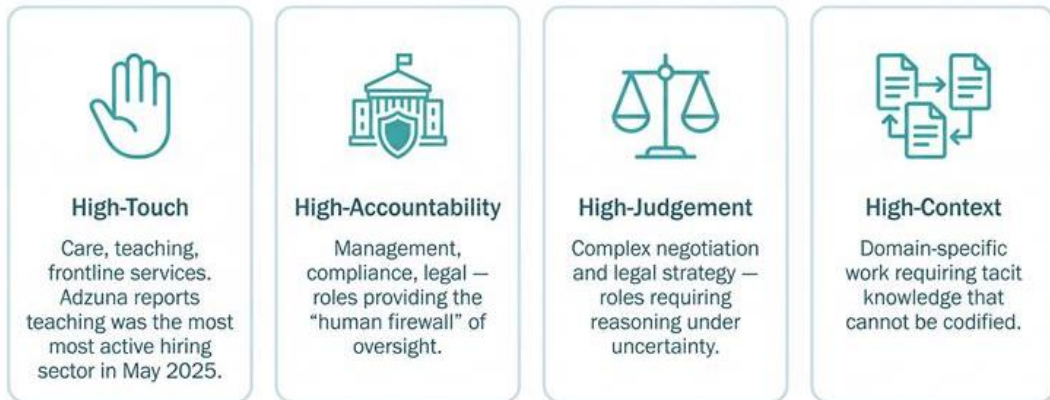 High-Touch
Care, teaching,
frontline services.
Adzuna reports
teaching was the most
most active hiring
sector in May 2025.
High-Accountability
Management,
compliance, legal —
roles providing the
“human firewall” of
oversight.
High-Judgement
Complex negotiation
and legal strategy —
roles requiring
reasoning under
uncertainty.
High-Context
Domain-specific
work requiring tacit
knowledge that
cannot be codified.